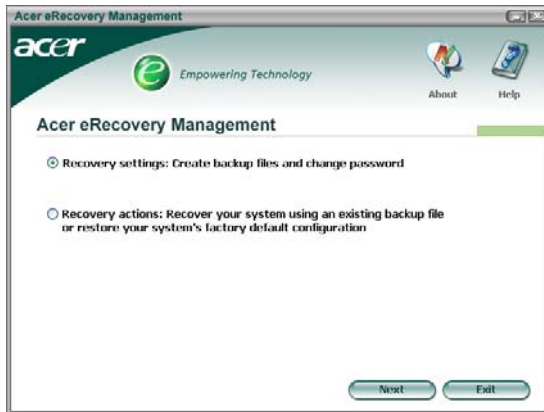 Acer eRecovery Management
acer
e
Empowering Technology
About
Help
Acer eRecovery Management
Recovery settings: Create backup files and change password
Recovery actions: Recover your system using an existing backup file
or restore your system's factory default configuration
Next
Exit